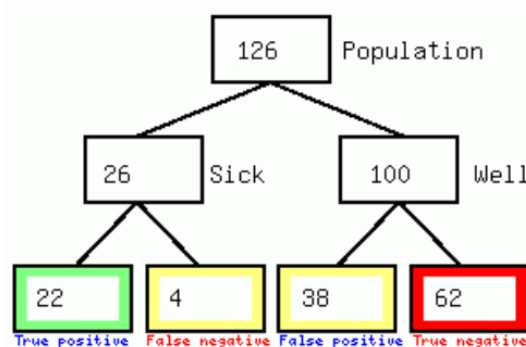 126 Population
26 Sick 100 Well
22 4 38 62
True positive False negative False positive True negative